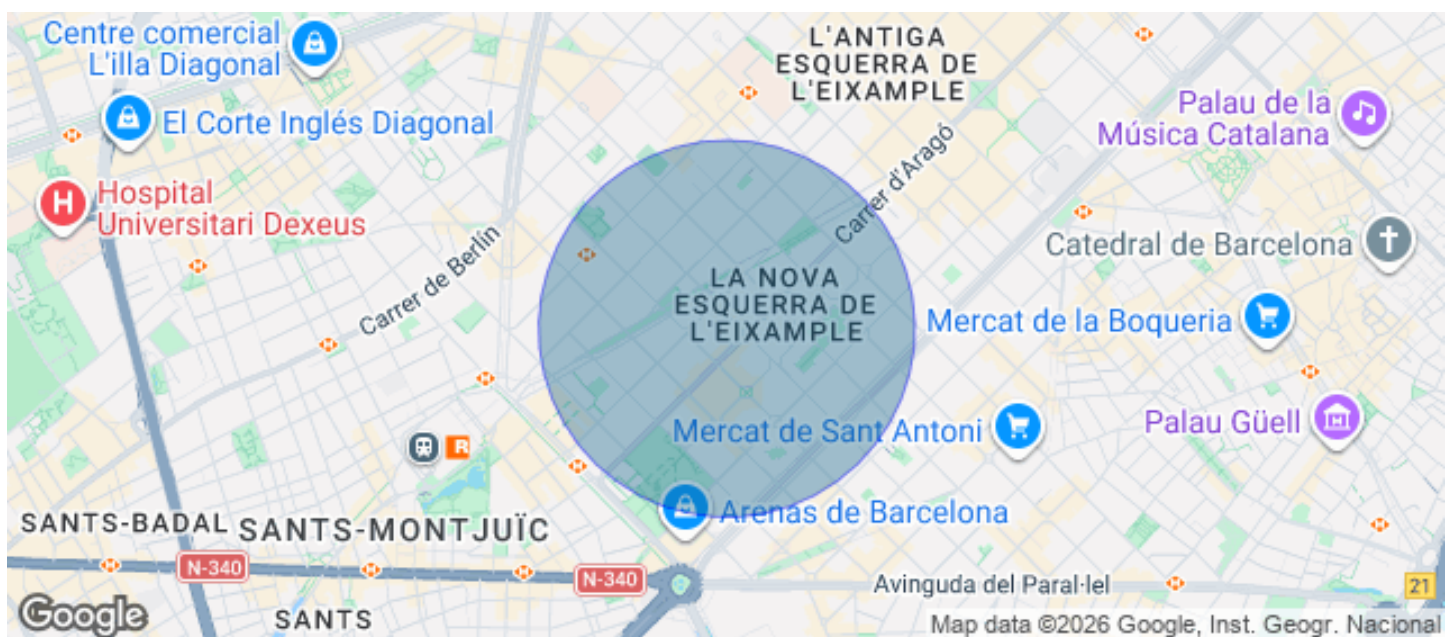 Centre comercial
L'illa Diagonal
L'ANTIGA
ESQUERRA DE
L'EIXAMPLE
El Corte Inglés Diagonal
Palau de la
Música Catalana
Hospital
Universitari Dexeus
Carrer d'Aragó
Carrer de Berlín
Catedral de Barcelona
LA NOVA
ESQUERRA DE
L'EIXAMPLE
Mercat de la Boqueria
Mercat de Sant Antoni
Palau Güell
R
Arenas de Barcelona
SANTS-BADAL
SANTS-MONTJUÏC
N-340
N-340
Avinguda del Paral·lel
21
Google
SANTS
Map data ©2026 Google, Inst. Geogr. Nacional